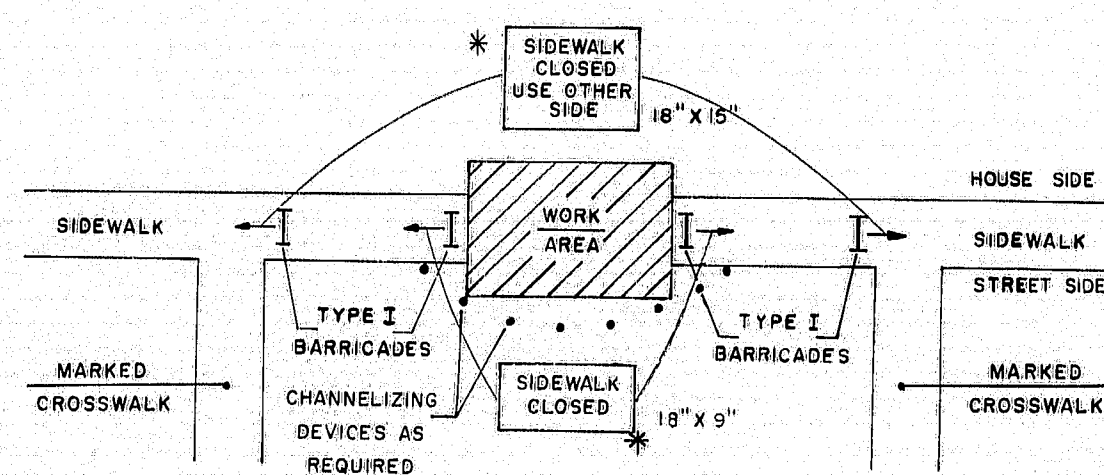 *
SIDEWALK
CLOSED
USE OTHER
SIDE
18" X 15"
HOUSE SIDE
SIDEWALK
WORK
AREA
SIDEWALK
STREET SIDE
TYPE I
BARRICADES
TYPE I
BARRICADES
MARKED
CROSSWALK
CHANNELIZING
DEVICES AS
REQUIRED
SIDEWALK
CLOSED
18" X 9"
*
MARKED
CROSSWALK